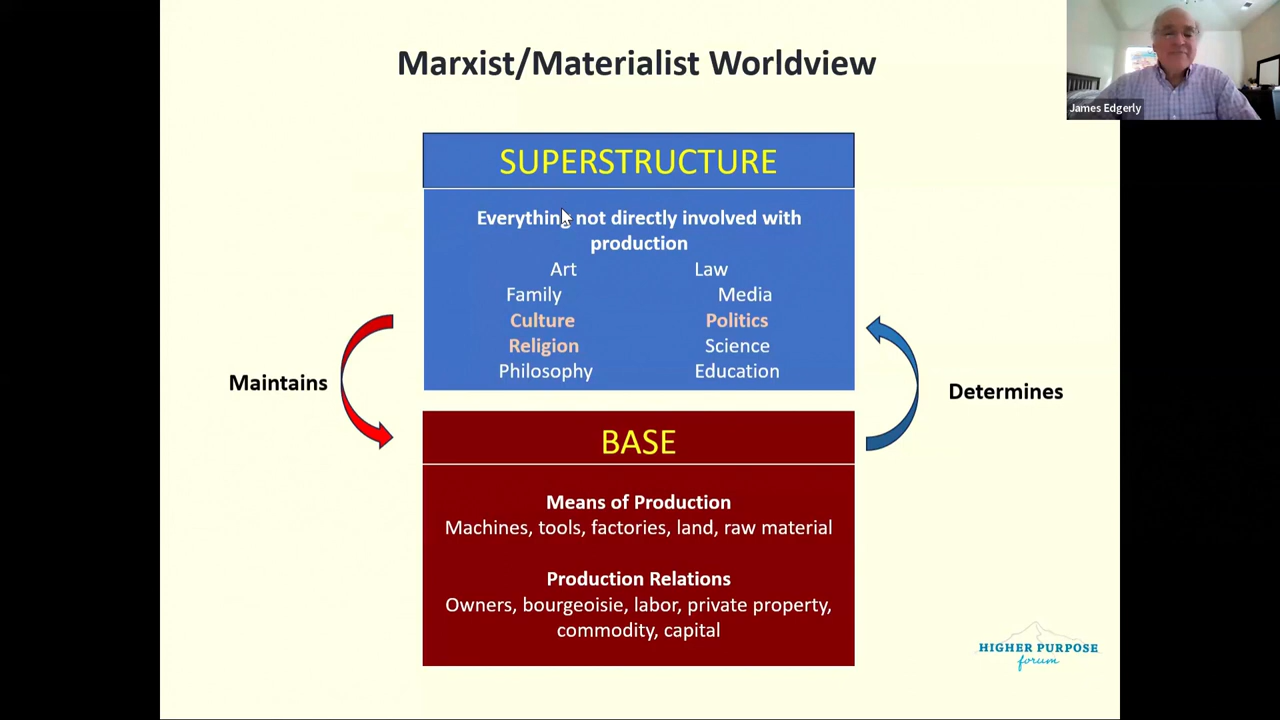 Marxist/Materialist Worldview
James Edgerly
SUPERSTRUCTURE
Everything not directly involved with
production
Art Law
Family Media
Culture Politics
Religion Science
Philosophy Education
Maintains
Determines
BASE
Means of Production
Machines, tools, factories, land, raw material
Production Relations
Owners, bourgeoisie, labor, private property,
commodity, capital
HIGHER PURPOSE
forum